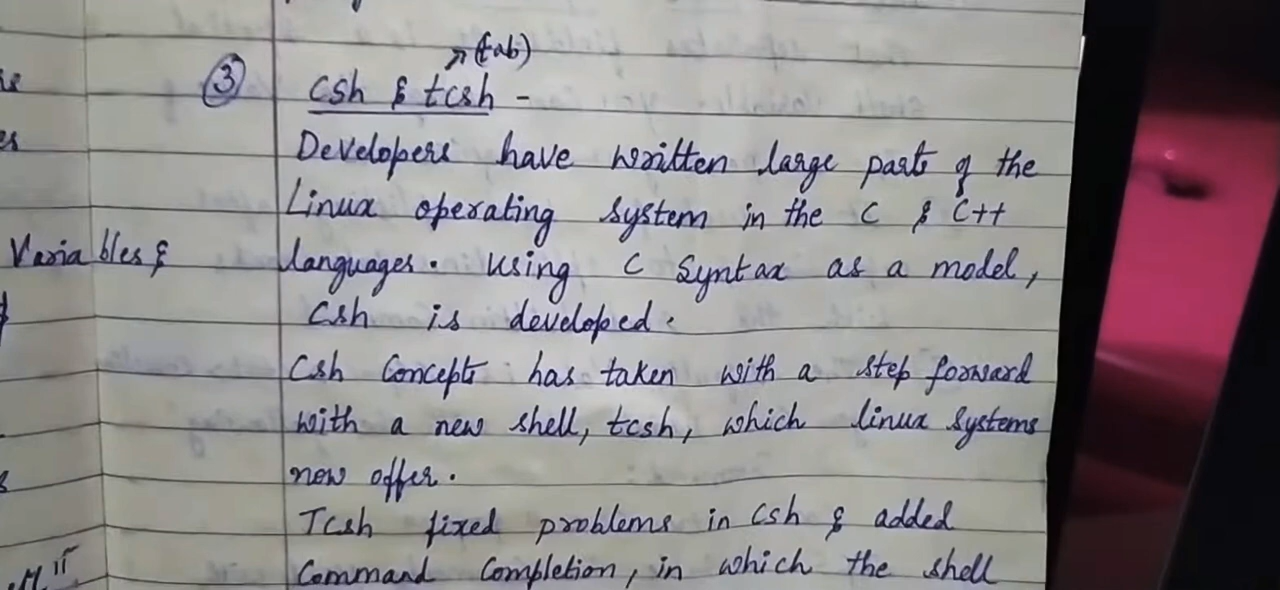 (tab)
③ Csh & tcsh -
Developers have written large parts of the
Linux operating system in the C & C++
Variables &
languages. Using C Syntax as a model,
Csh is developed.
Csh Concepts has taken with a step forward
with a new shell, tcsh, which linux systems
now offer.
Tcsh fixed problems in Csh & added
Command Completion, in which the shell